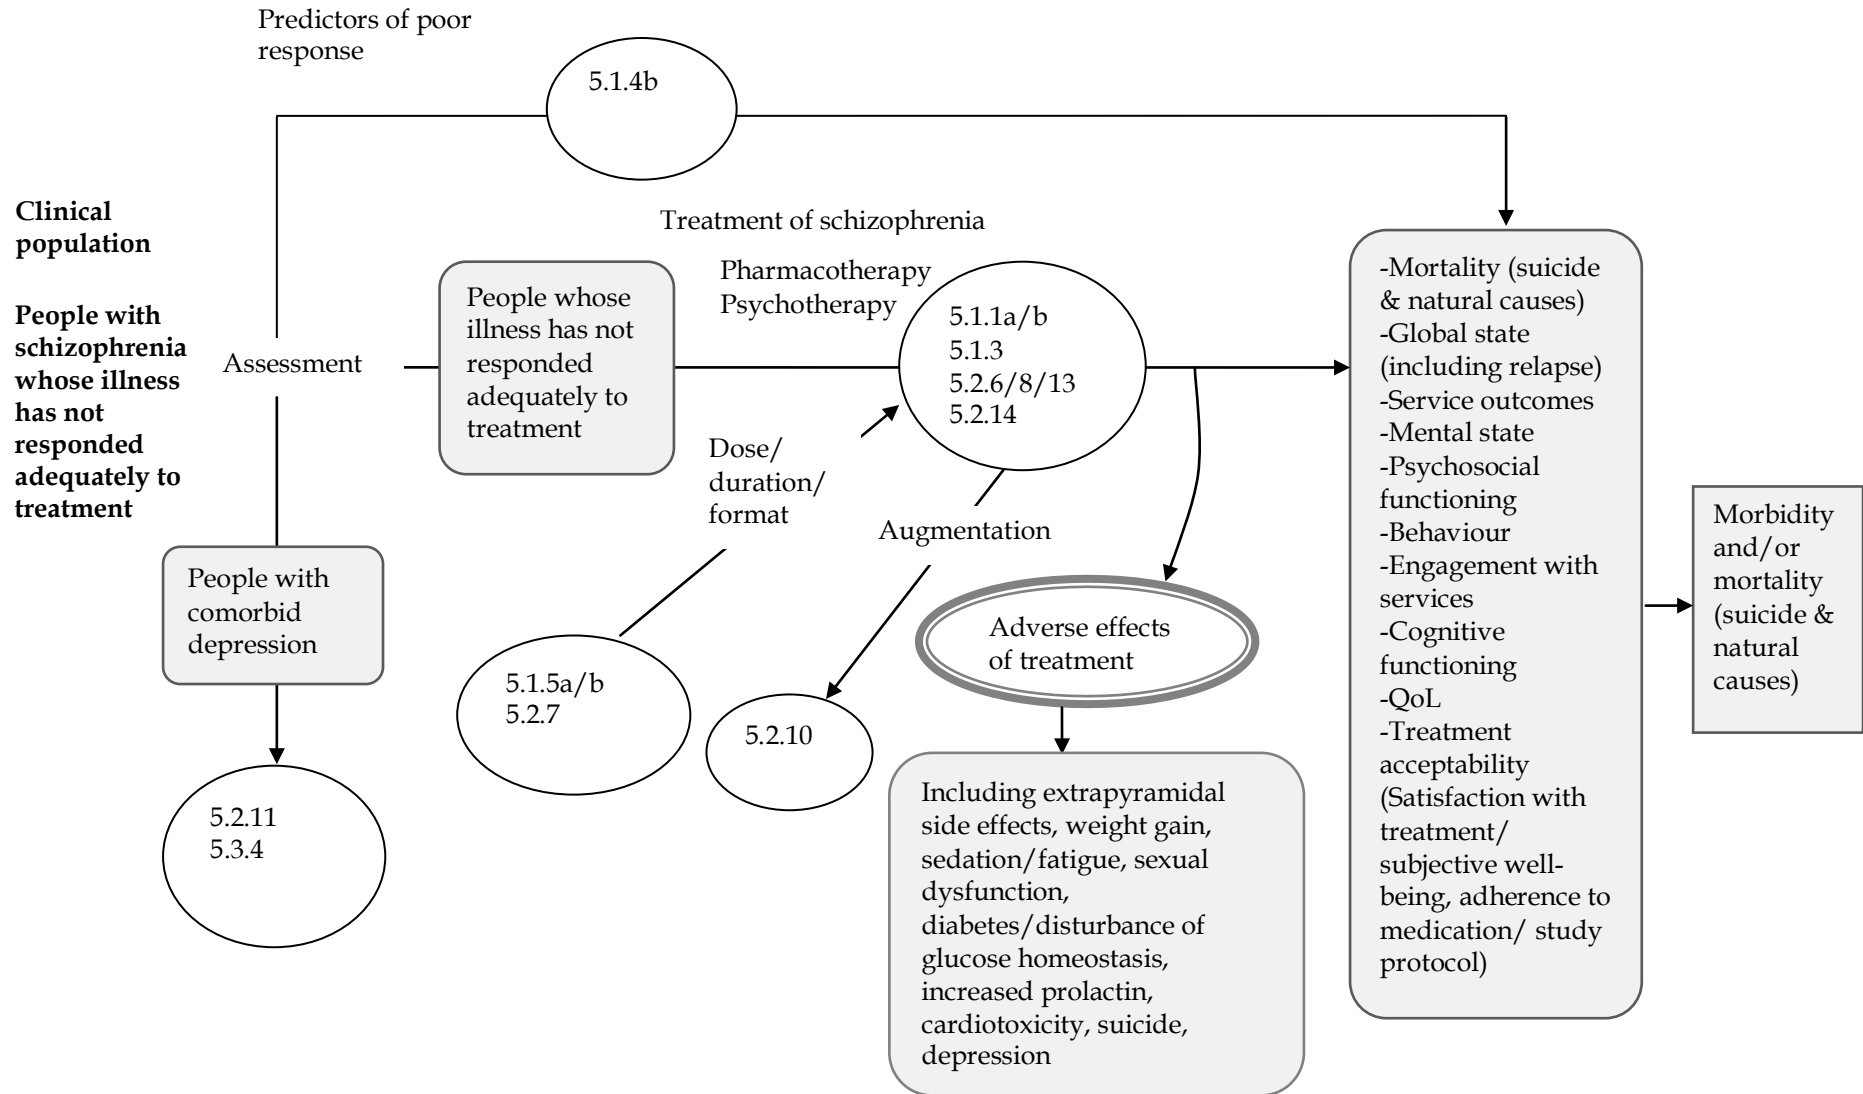 Predictors of poor
response
5.1.4b
Clinical
population
People with
schizophrenia
whose illness
has not
responded
adequately to
treatment
Assessment
People with
comorbid
depression
5.2.11
5.3.4
People whose
illness has not
responded
adequately to
treatment
Treatment of schizophrenia
Pharmacotherapy
Psychotherapy
5.1.1a/b
5.1.3
5.2.6/8/13
5.2.14
Dose/
duration/
format
5.1.5a/b
5.2.7
Augmentation
5.2.10
Adverse effects
of treatment
Including extrapyramidal
side effects, weight gain,
sedation/fatigue, sexual
dysfunction,
diabetes/disturbance of
glucose homeostasis,
increased prolactin,
cardiotoxicity, suicide,
depression
-Mortality (suicide
& natural causes)
-Global state
(including relapse)
-Service outcomes
-Mental state
-Psychosocial
functioning
-Behaviour
-Engagement with
services
-Cognitive
functioning
-QoL
-Treatment
acceptability
(Satisfaction with
treatment/
subjective well-
being, adherence to
medication/ study
protocol)
Morbidity
and/or
mortality
(suicide &
natural
causes)